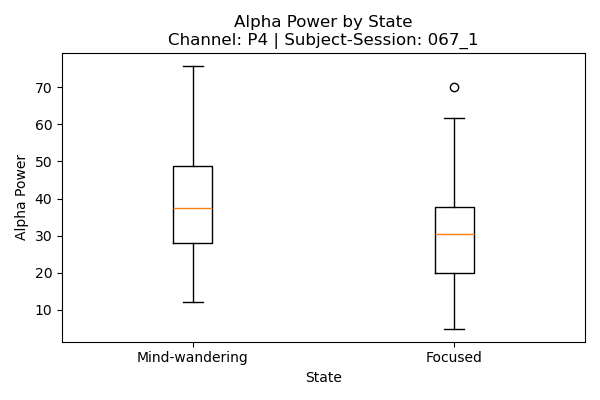 Alpha Power by State
Channel: P4 | Subject-Session: 067_1
Alpha Power
70
60
50
40
30
20
10
Mind-wandering
Focused
State